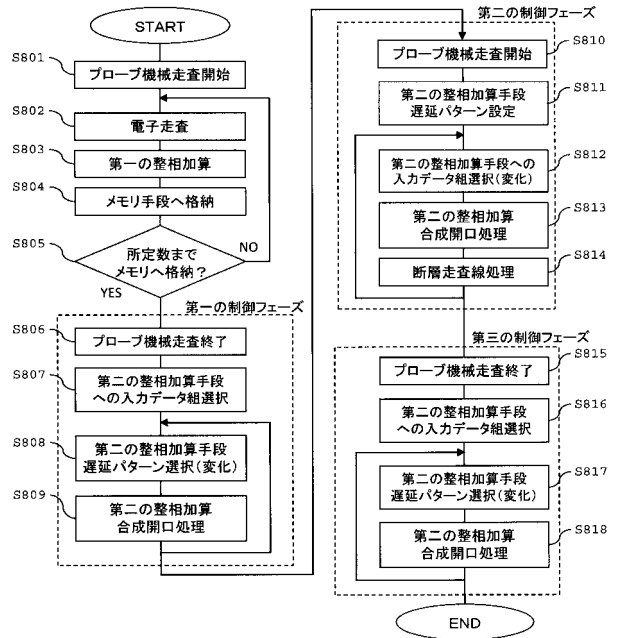 START
S801
プローブ機械走査開始
S802
電子走査
S803
第一の整相加算
S804
メモリ手段へ格納
S805
所定数まで
メモリへ格納？
NO
YES
第一の制御フェーズ
S806
プローブ機械走査終了
S807
第二の整相加算手段
への入力データ組選択
S808
第二の整相加算手段
遅延パターン選択（変化）
S809
第二の整相加算
合成開口処理
第二の制御フェーズ
S810
プローブ機械走査開始
S811
第二の整相加算手段
遅延パターン設定
S812
第二の整相加算手段への
入力データ組選択（変化）
S813
第二の整相加算
合成開口処理
S814
断層走査線処理
第三の制御フェーズ
S815
プローブ機械走査終了
S816
第二の整相加算手段
への入力データ組選択
S817
第二の整相加算手段
遅延パターン選択（変化）
S818
第二の整相加算
合成開口処理
END